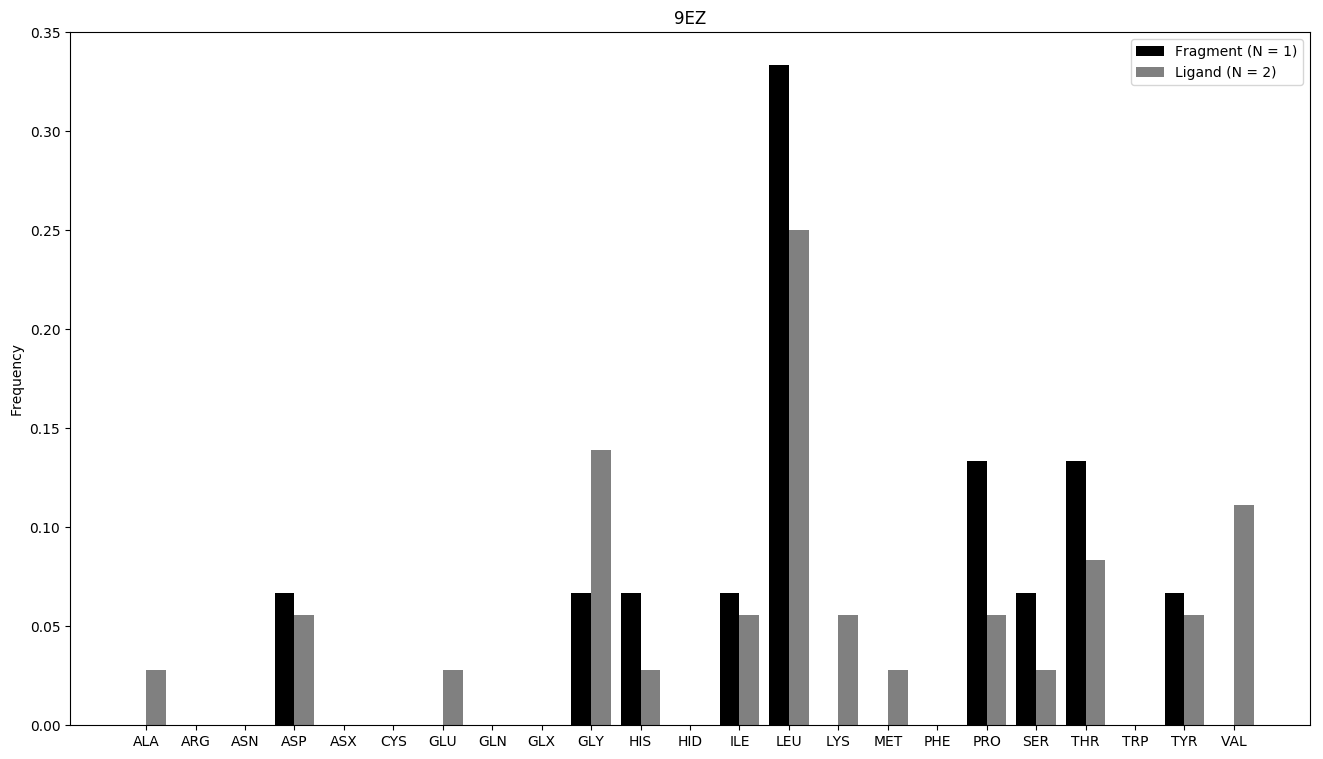 9EZ
Fragment (N = 1)
Ligand (N = 2)
Frequency
0.35
0.30
0.25
0.20
0.15
0.10
0.05
0.00
ALA ARG ASN ASP ASX CYS GLU GLN GLX GLY HIS HID ILE LEU LYS MET PHE PRO SER THR TRP TYR VAL